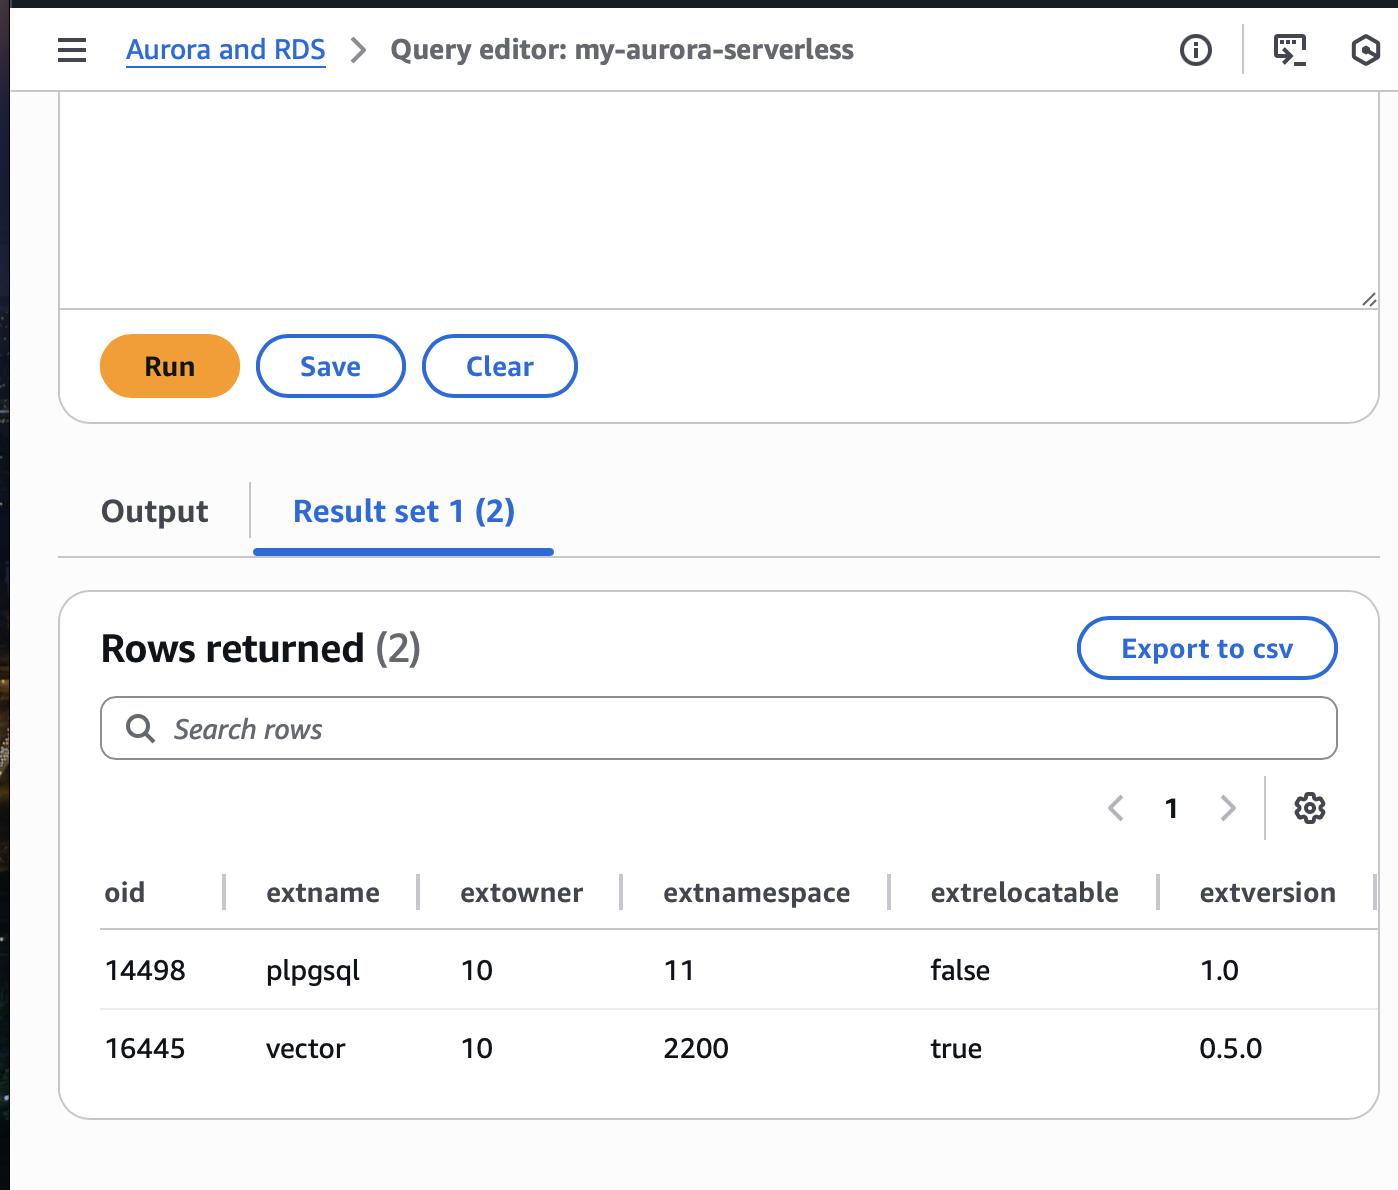 Aurora and RDS > Query editor: my-aurora-serverless
Run Save Clear
Output Result set 1 (2)
Rows returned (2) Export to csv
Search rows
1
oid extname extowner extnamespace extrelocatable extversion
14498 plpgsql 10 11 false 1.0
16445 vector 10 2200 true 0.5.0